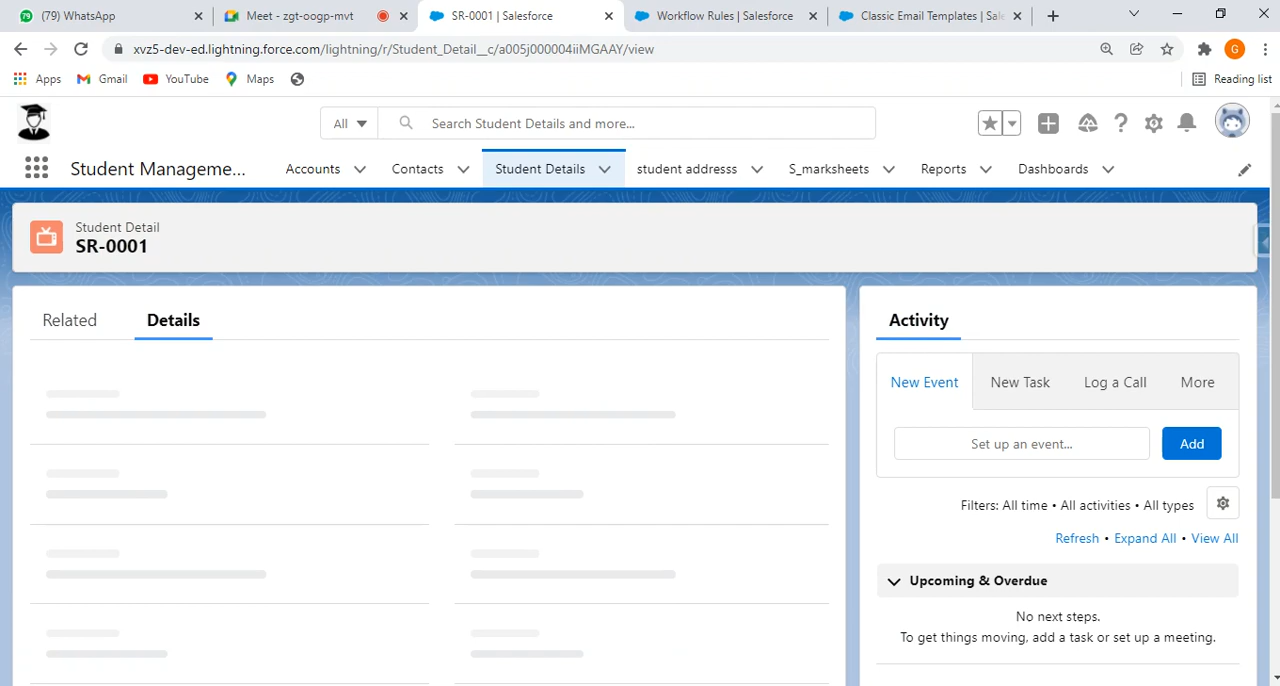 79 (79) WhatsApp
Meet - zgt-oogp-mvt
SR-0001 | Salesforce
Workflow Rules | Salesforce
Classic Email Templates | Sale
xvz5-dev-ed.lightning.force.com/lightning/r/Student_Detail__c/a005j000004iiMGAAY/view
G
Apps
Gmail
YouTube
Maps
Reading list
All
Search Student Details and more...
Student Manageme...
Accounts
Contacts
Student Details
student addresss
S_marksheets
Reports
Dashboards
Student Detail
SR-0001
Related
Details
Activity
New Event
New Task
Log a Call
More
Set up an event...
Add
Filters: All time • All activities • All types
Refresh • Expand All • View All
Upcoming & Overdue
No next steps.
To get things moving, add a task or set up a meeting.